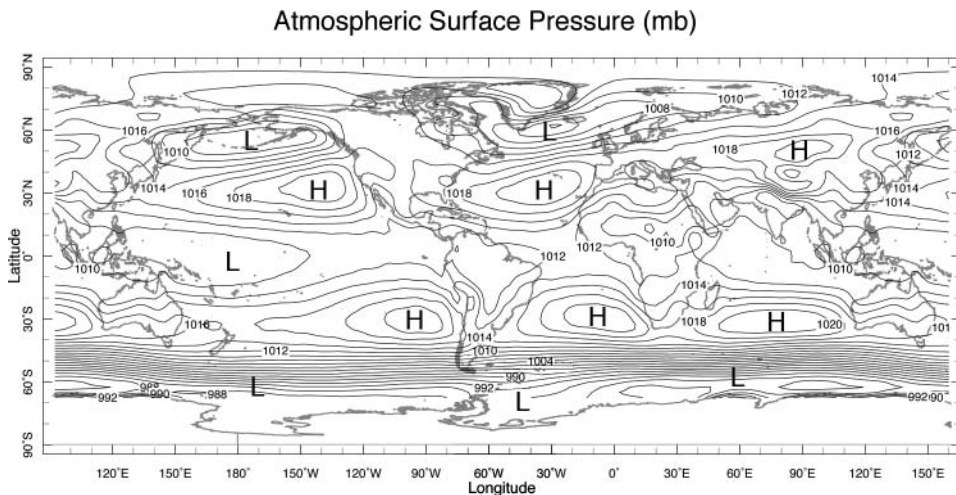 Atmospheric Surface Pressure (mb)
90°N
60°N
30°N
0°
30°S
60°S
90°S
Latitude
1014
1012
1010
1008
1016
1016
L
L
1010
1018
H
1012
1014
1014
1016
1018
H
1018
H
1014
L
1012
1012
1010
1010
1010
1014
1016
H
H
1018
H
1020
1014
1012
1010
1004
990
L
992
L
L
992
990
988
992
120°E
150°E
180°
150°W
120°W
90°W
60°W
30°W
0°
30°E
60°E
90°E
120°E
150°E
Longitude